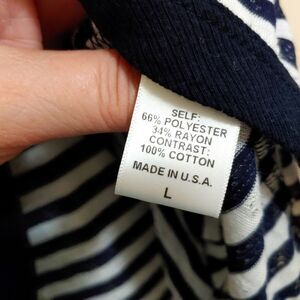 SELF:
66% POLYESTER
34% RAYON
CONTRAST:
100% COTTON
MADE IN U.S.A.
L